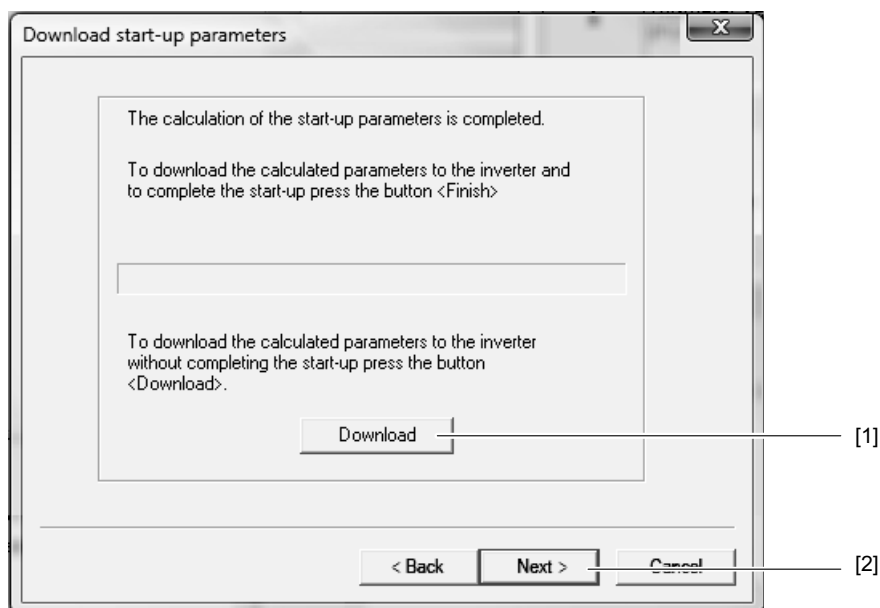 Download start-up parameters
The calculation of the start-up parameters is completed.
To download the calculated parameters to the inverter and
to complete the start-up press the button <Finish>
To download the calculated parameters to the inverter
without completing the start-up press the button
<Download>.
Download
[1]
< Back
Next >
Cancel
[2]